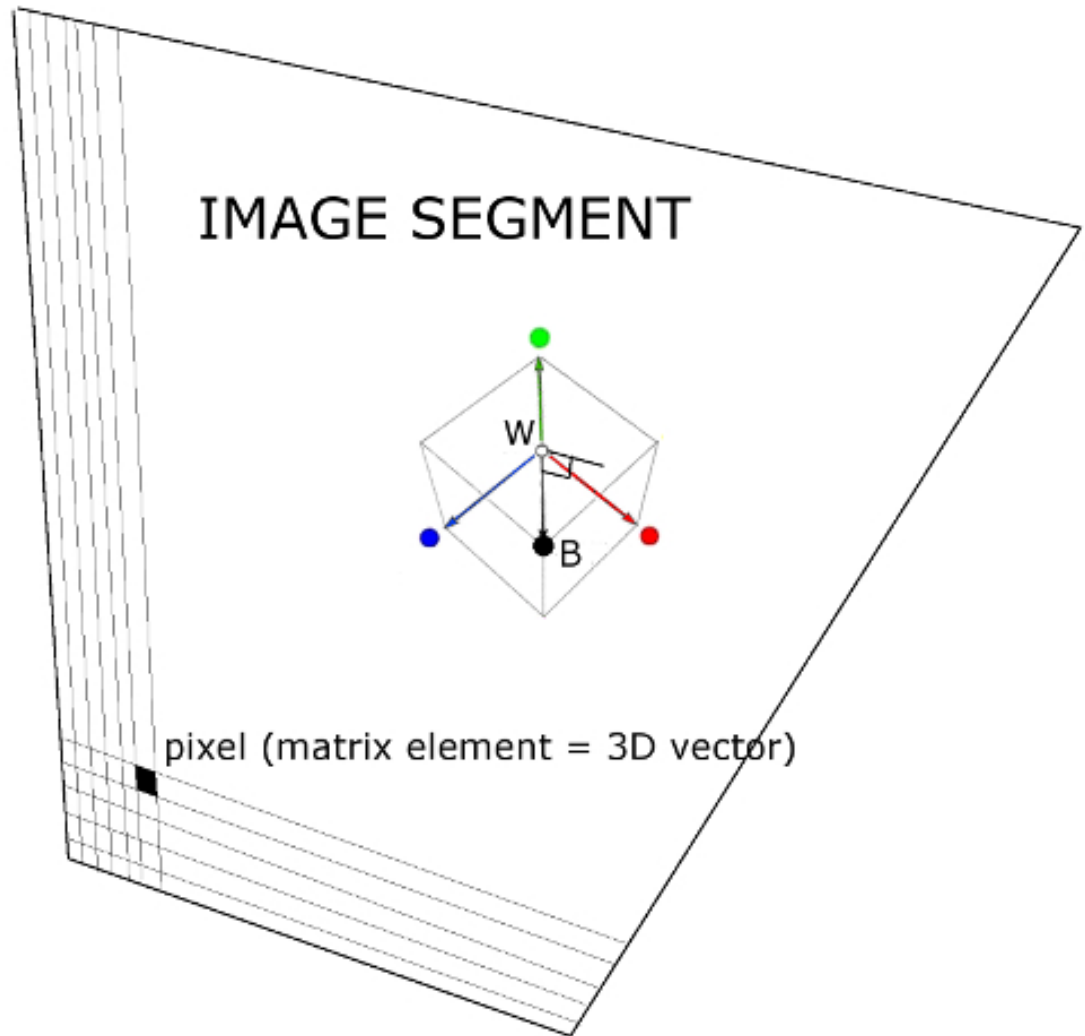 IMAGE SEGMENT
W
B
pixel (matrix element = 3D vector)